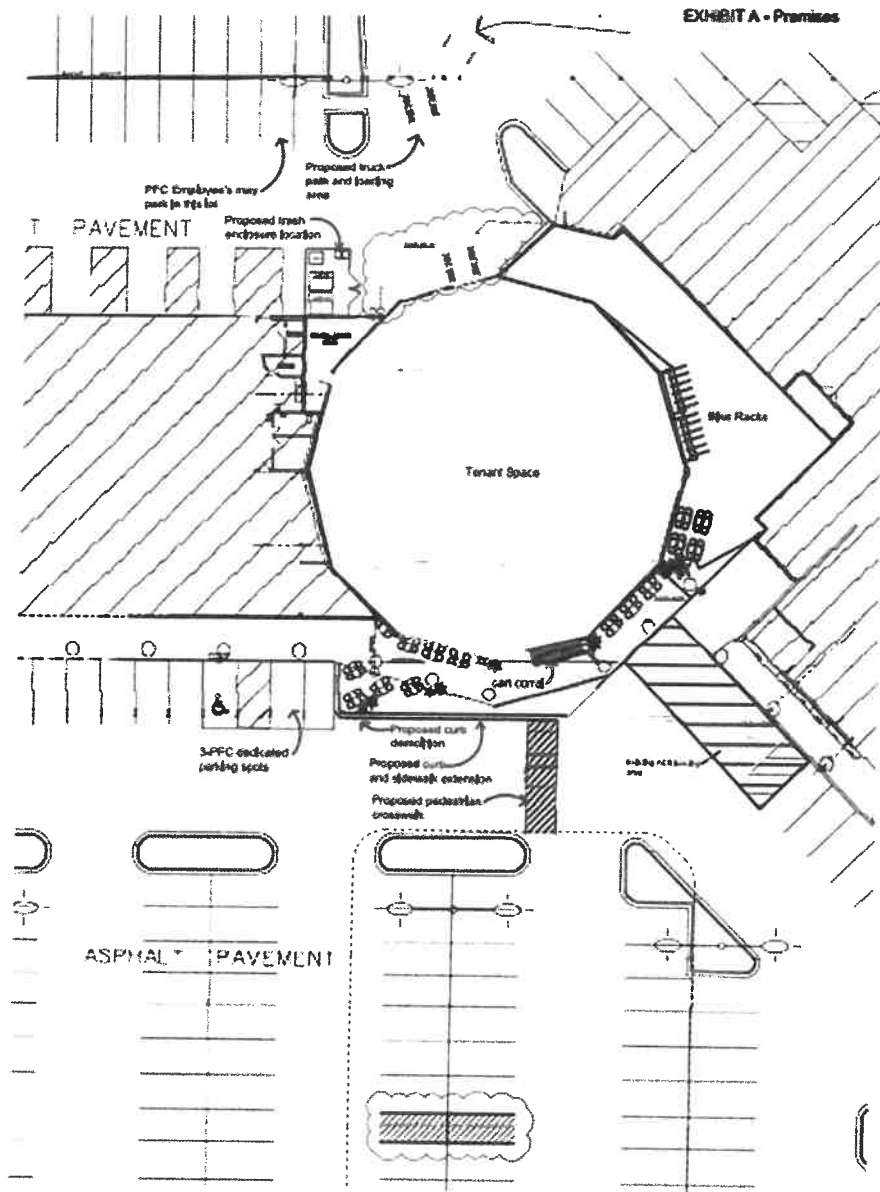 EXHIBIT A - Premises
Proposed truck
path and loading
area
PFC Employee's may
park in this lot
Proposed trash
enclosure location
T PAVEMENT
Bike Racks
Tenant Space
cart corral
3-PFC dedicated
parking spots
Proposed curb
demolition
Proposed curb
and sidewalk extension
Proposed pedestrian
crosswalk
area
ASPHALT PAVEMENT